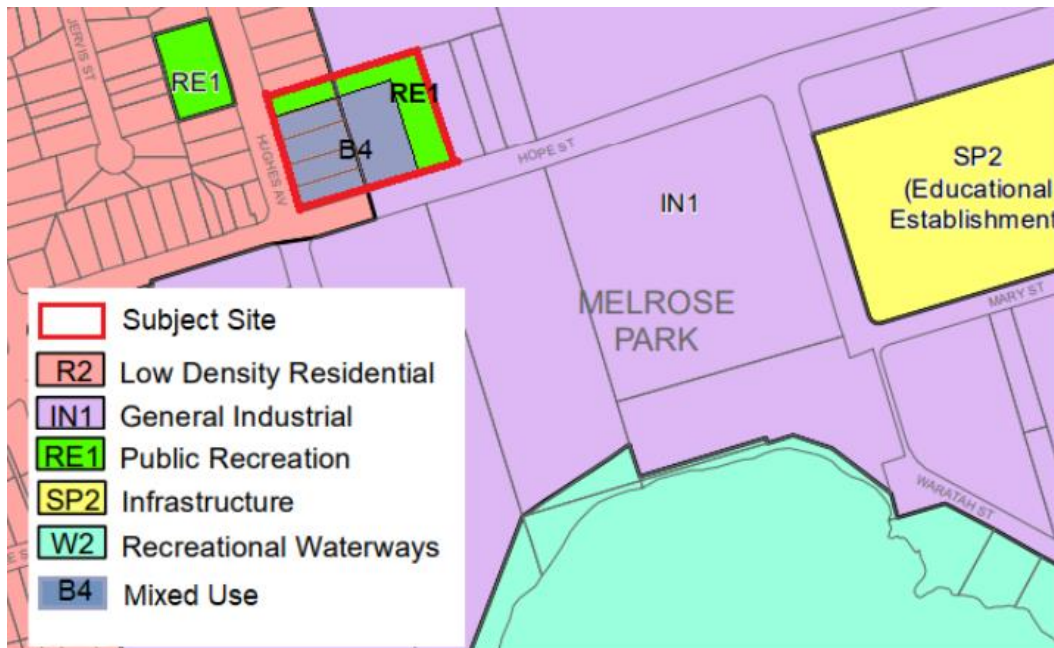 JERVIS ST
RE1
HUGHES AV
RE1
B4
HOPE ST
IN1
SP2
(Educational
Establishment
MELROSE
PARK
MARY ST
WARATAH ST
Subject Site
R2 Low Density Residential
IN1 General Industrial
RE1 Public Recreation
SP2 Infrastructure
W2 Recreational Waterways
B4 Mixed Use
E S